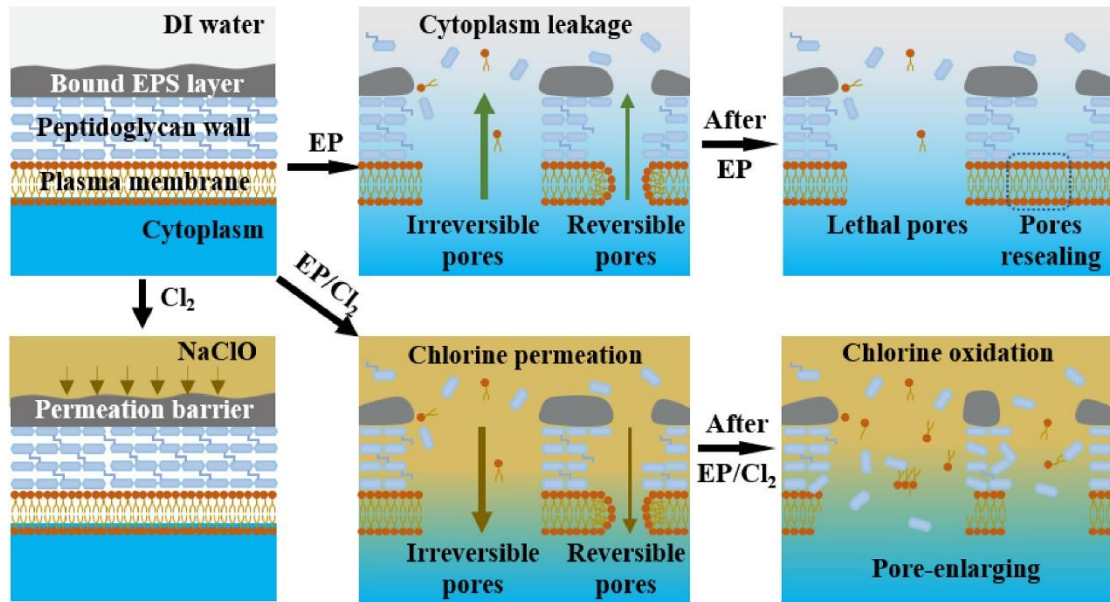 DI water
Bound EPS layer
Peptidoglycan wall
Plasma membrane
Cytoplasm
EP
Cytoplasm leakage
Irreversible
pores
Reversible
pores
After
EP
Lethal pores
Pores
resealing
Cl₂
EP/Cl₂
NaClO
Permeation barrier
Chlorine permeation
Irreversible
pores
Reversible
pores
After
EP/Cl₂
Chlorine oxidation
Pore-enlarging